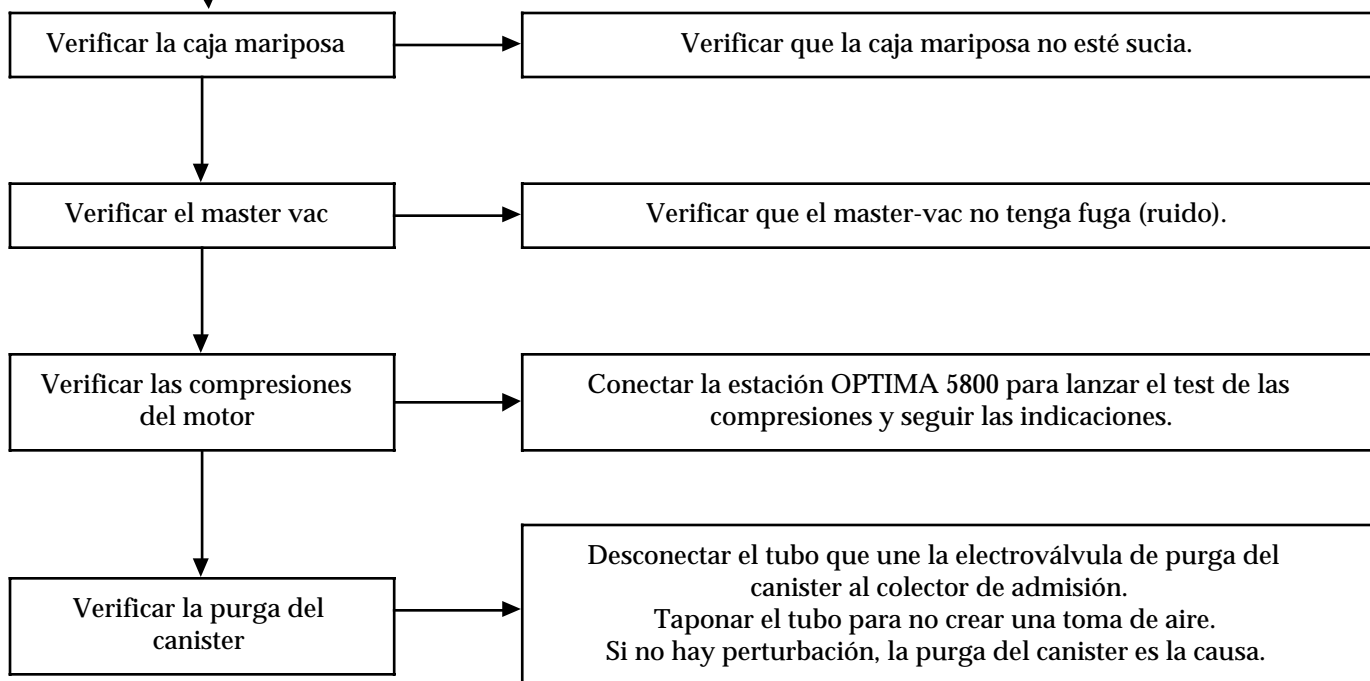 Verificar la caja mariposa
Verificar que la caja mariposa no esté sucia.
Verificar el master vac
Verificar que el master-vac no tenga fuga (ruido).
Verificar las compresiones
del motor
Conectar la estación OPTIMA 5800 para lanzar el test de las
compresiones y seguir las indicaciones.
Verificar la purga del
canister
Desconectar el tubo que une la electroválvula de purga del
canister al colector de admisión.
Taponar el tubo para no crear una toma de aire.
Si no hay perturbación, la purga del canister es la causa.